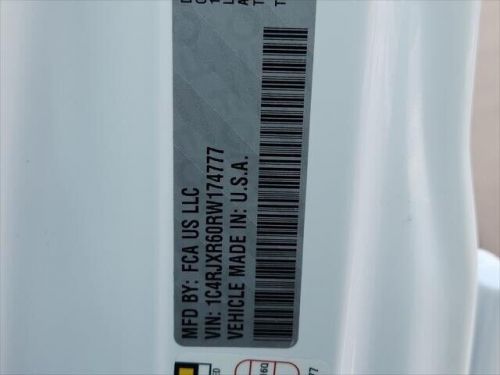 MFD BY: FCA US LLC
VIN: 1C4RJXR60RW174777
VEHICLE MADE IN: U.S.A.